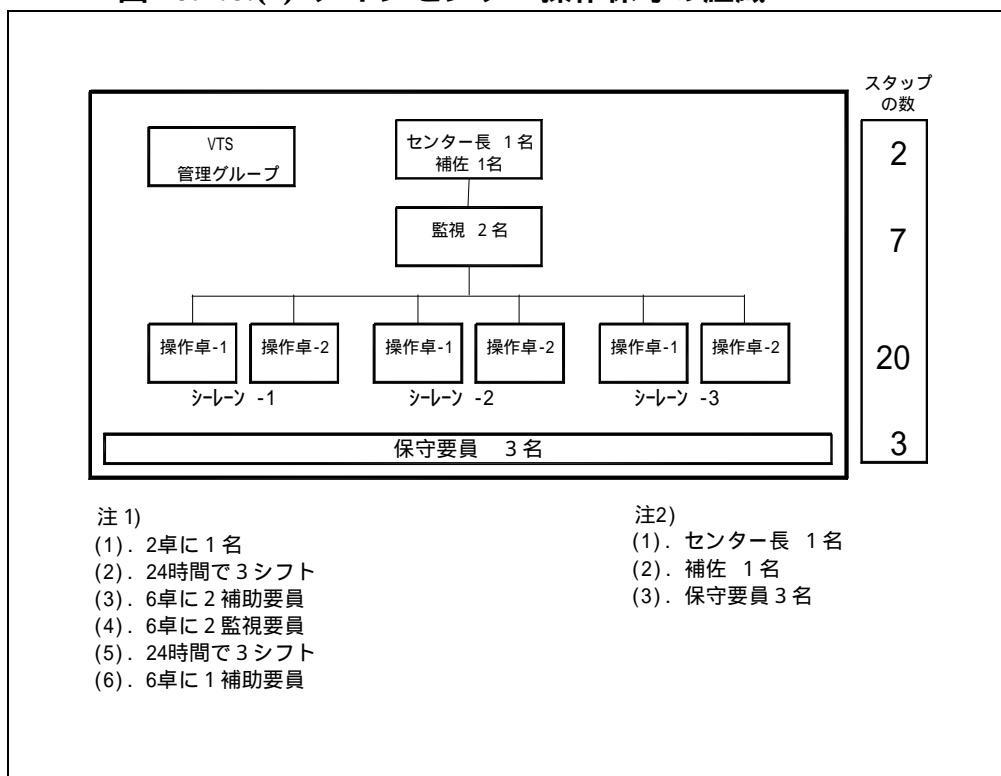 スタップ
の数
VTS
管理グループ
センター長 1名
補佐 1名
2
監視 2名
7
操作卓-1
操作卓-2
操作卓-1
操作卓-2
操作卓-1
操作卓-2
20
シーレーン -1
シーレーン -2
シーレーン -3
保守要員 3名
3
注 1)
(1). 2卓に1名
(2). 24時間で3シフト
(3). 6卓に2補助要員
(4). 6卓に2監視要員
(5). 24時間で3シフト
(6). 6卓に1補助要員
注2)
(1). センター長 1名
(2). 補佐 1名
(3). 保守要員3名